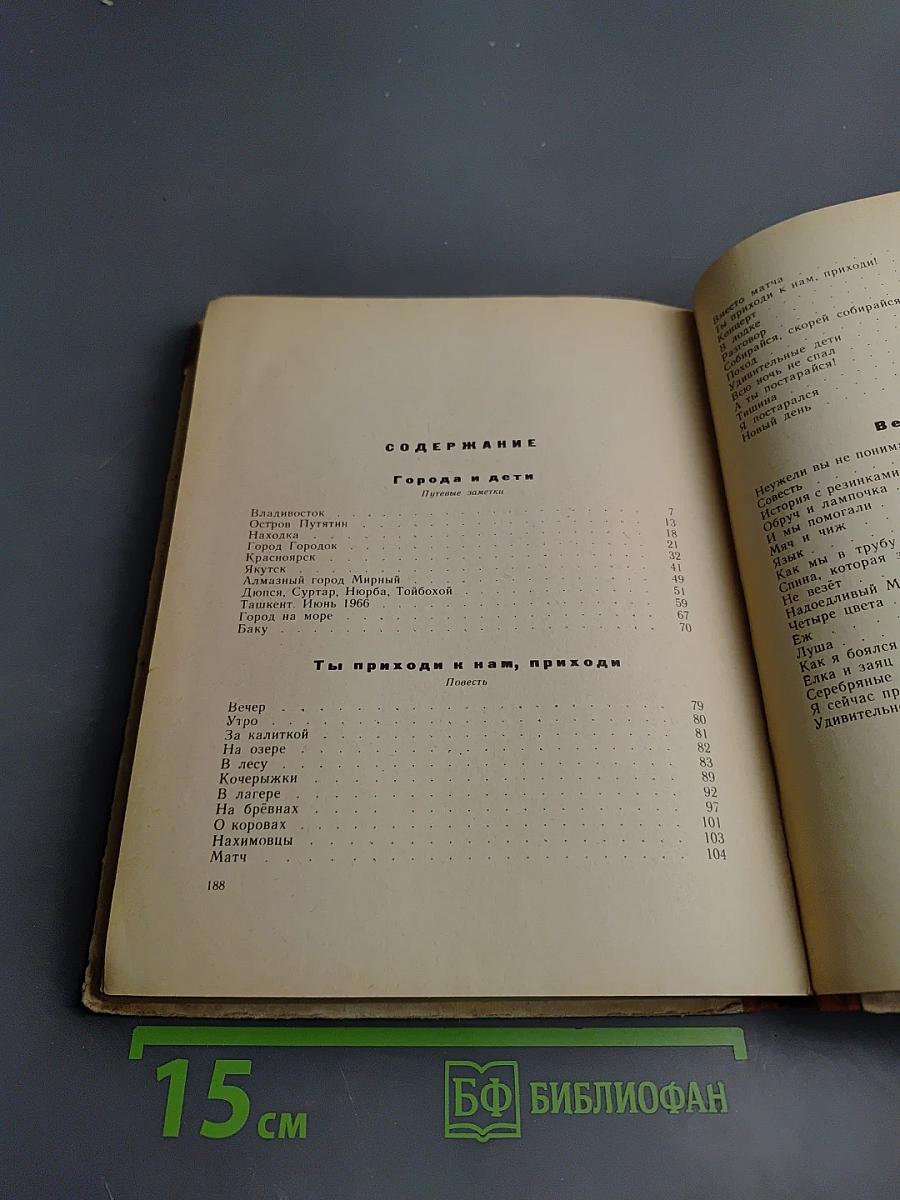 СОДЕРЖАНИЕ
Города и дети
Путевые заметки
Владивосток . . . . . . . . . . . . . . . . . . . . 7
Остров Путятин . . . . . . . . . . . . . . . . . . . . 13
Находка . . . . . . . . . . . . . . . . . . . . 18
Город Городок . . . . . . . . . . . . . . . . . . . . 21
Красноярск . . . . . . . . . . . . . . . . . . . . 32
Якутск . . . . . . . . . . . . . . . . . . . . 41
Алмазный город Мирный . . . . . . . . . . . . . . . 49
Дюпся, Суртар, Нюрба, Тойбохой . . . . . . . . . . . . 51
Ташкент. Июнь 1966 . . . . . . . . . . . . . . . . . 59
Город на море . . . . . . . . . . . . . . . . . . . . 67
Баку . . . . . . . . . . . . . . . . . . . . 70
Ты приходи к нам, приходи
Повесть
Вечер . . . . . . . . . . . . . . . . . . . . 79
Утро . . . . . . . . . . . . . . . . . . . . 80
За калиткой . . . . . . . . . . . . . . . . . . . . 81
На озере . . . . . . . . . . . . . . . . . . . . 82
В лесу . . . . . . . . . . . . . . . . . . . . 83
Кочерыжки . . . . . . . . . . . . . . . . . . . . 89
В лагере . . . . . . . . . . . . . . . . . . . . 92
На брёвнах . . . . . . . . . . . . . . . . . . . . 97
О коровах . . . . . . . . . . . . . . . . . . . . 101
Нахимовцы . . . . . . . . . . . . . . . . . . . . 103
Матч . . . . . . . . . . . . . . . . . . . . 104
188
Вместо матча
Ты приходи к нам, приходи!
Концерт
В лодке
Разговор
Собирайся, скорей собирайся
Поход
Удивительные дети
Всю ночь не спал
А ты постарайся!
Тишина
Я постарался
Новый день
Ве
Неужели вы не понима
Совесть
История с резинками
Обруч и лампочка
И мы помогали
Мяч и чиж
Язык
Как мы в трубу
Спина, которая з
Не везёт
Надоедливый М
Четыре цвета
Еж
Луша
Как я боялся
Ёлка и заяц
Серебряные
Я сейчас пр
Удивительно
15 см
БФ БИБЛИОФАН